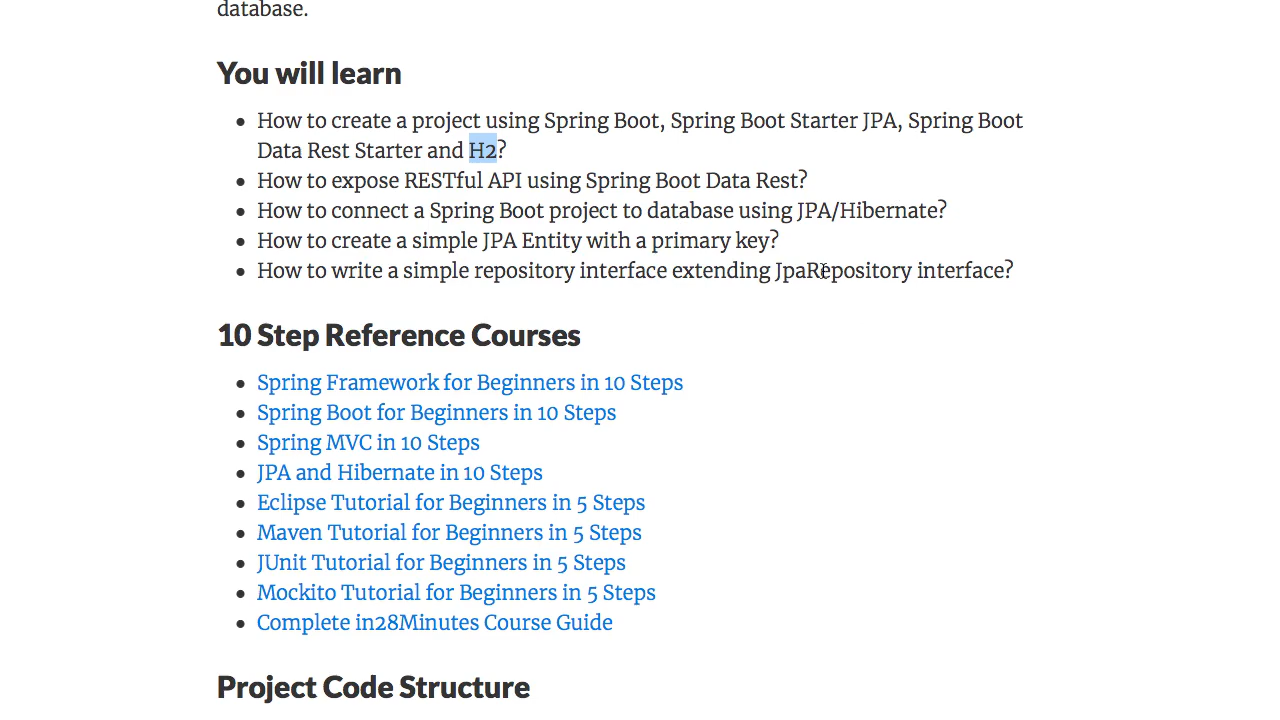 database.
You will learn
How to create a project using Spring Boot, Spring Boot Starter JPA, Spring Boot
Data Rest Starter and H2?
How to expose RESTful API using Spring Boot Data Rest?
How to connect a Spring Boot project to database using JPA/Hibernate?
How to create a simple JPA Entity with a primary key?
How to write a simple repository interface extending JpaRepository interface?
10 Step Reference Courses
Spring Framework for Beginners in 10 Steps
Spring Boot for Beginners in 10 Steps
Spring MVC in 10 Steps
JPA and Hibernate in 10 Steps
Eclipse Tutorial for Beginners in 5 Steps
Maven Tutorial for Beginners in 5 Steps
JUnit Tutorial for Beginners in 5 Steps
Mockito Tutorial for Beginners in 5 Steps
Complete in28Minutes Course Guide
Project Code Structure